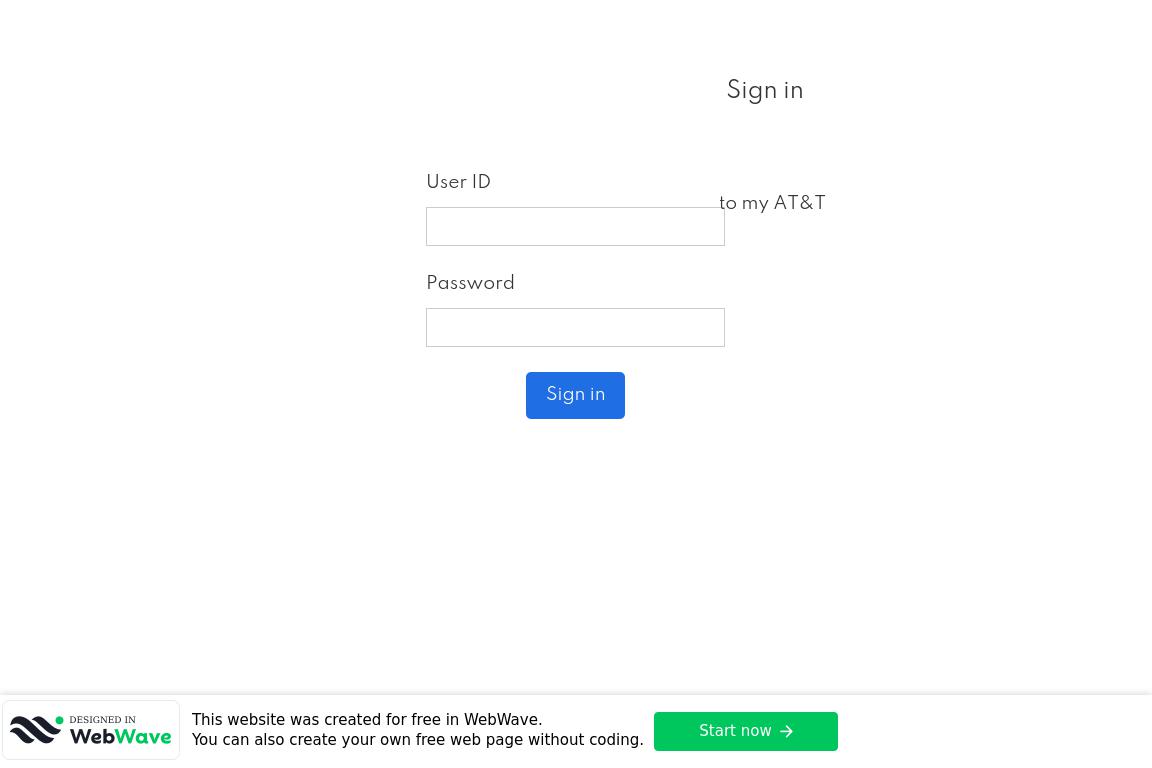 Sign in
User ID
to my AT&T
Password
Sign in
DESIGNED IN
WebWave
This website was created for free in WebWave.
You can also create your own free web page without coding.
Start now